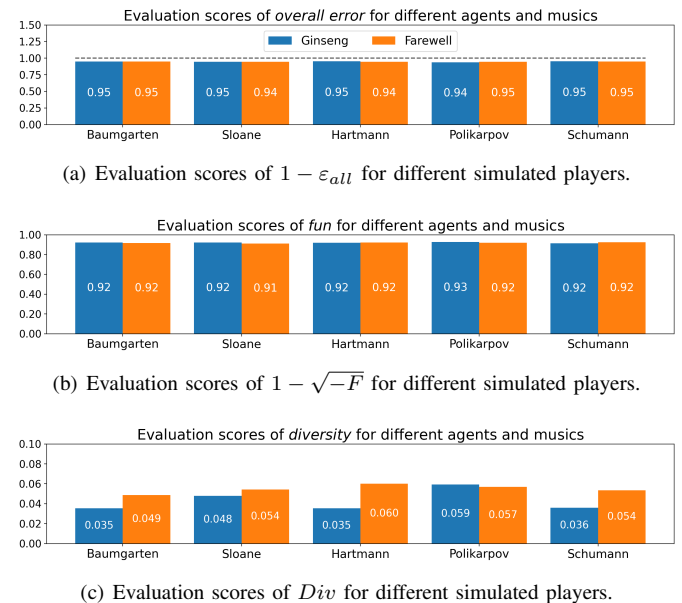 Evaluation scores of overall error for different agents and musics
1.50
1.25
1.00
0.75
0.50
0.25
0.00
Ginseng Farewell
0.95 0.95 0.95 0.94 0.95 0.94 0.94 0.95 0.95 0.95
Baumgarten Sloane Hartmann Polikarpov Schumann
(a) Evaluation scores of 1 − ε_all for different simulated players.
Evaluation scores of fun for different agents and musics
1.00
0.80
0.60
0.40
0.20
0.00
0.92 0.92 0.92 0.91 0.92 0.92 0.93 0.92 0.92 0.92
Baumgarten Sloane Hartmann Polikarpov Schumann
(b) Evaluation scores of 1 − √−F for different simulated players.
Evaluation scores of diversity for different agents and musics
0.10
0.08
0.06
0.04
0.02
0.00
0.035 0.049 0.048 0.054 0.035 0.060 0.059 0.057 0.036 0.054
Baumgarten Sloane Hartmann Polikarpov Schumann
(c) Evaluation scores of Div for different simulated players.